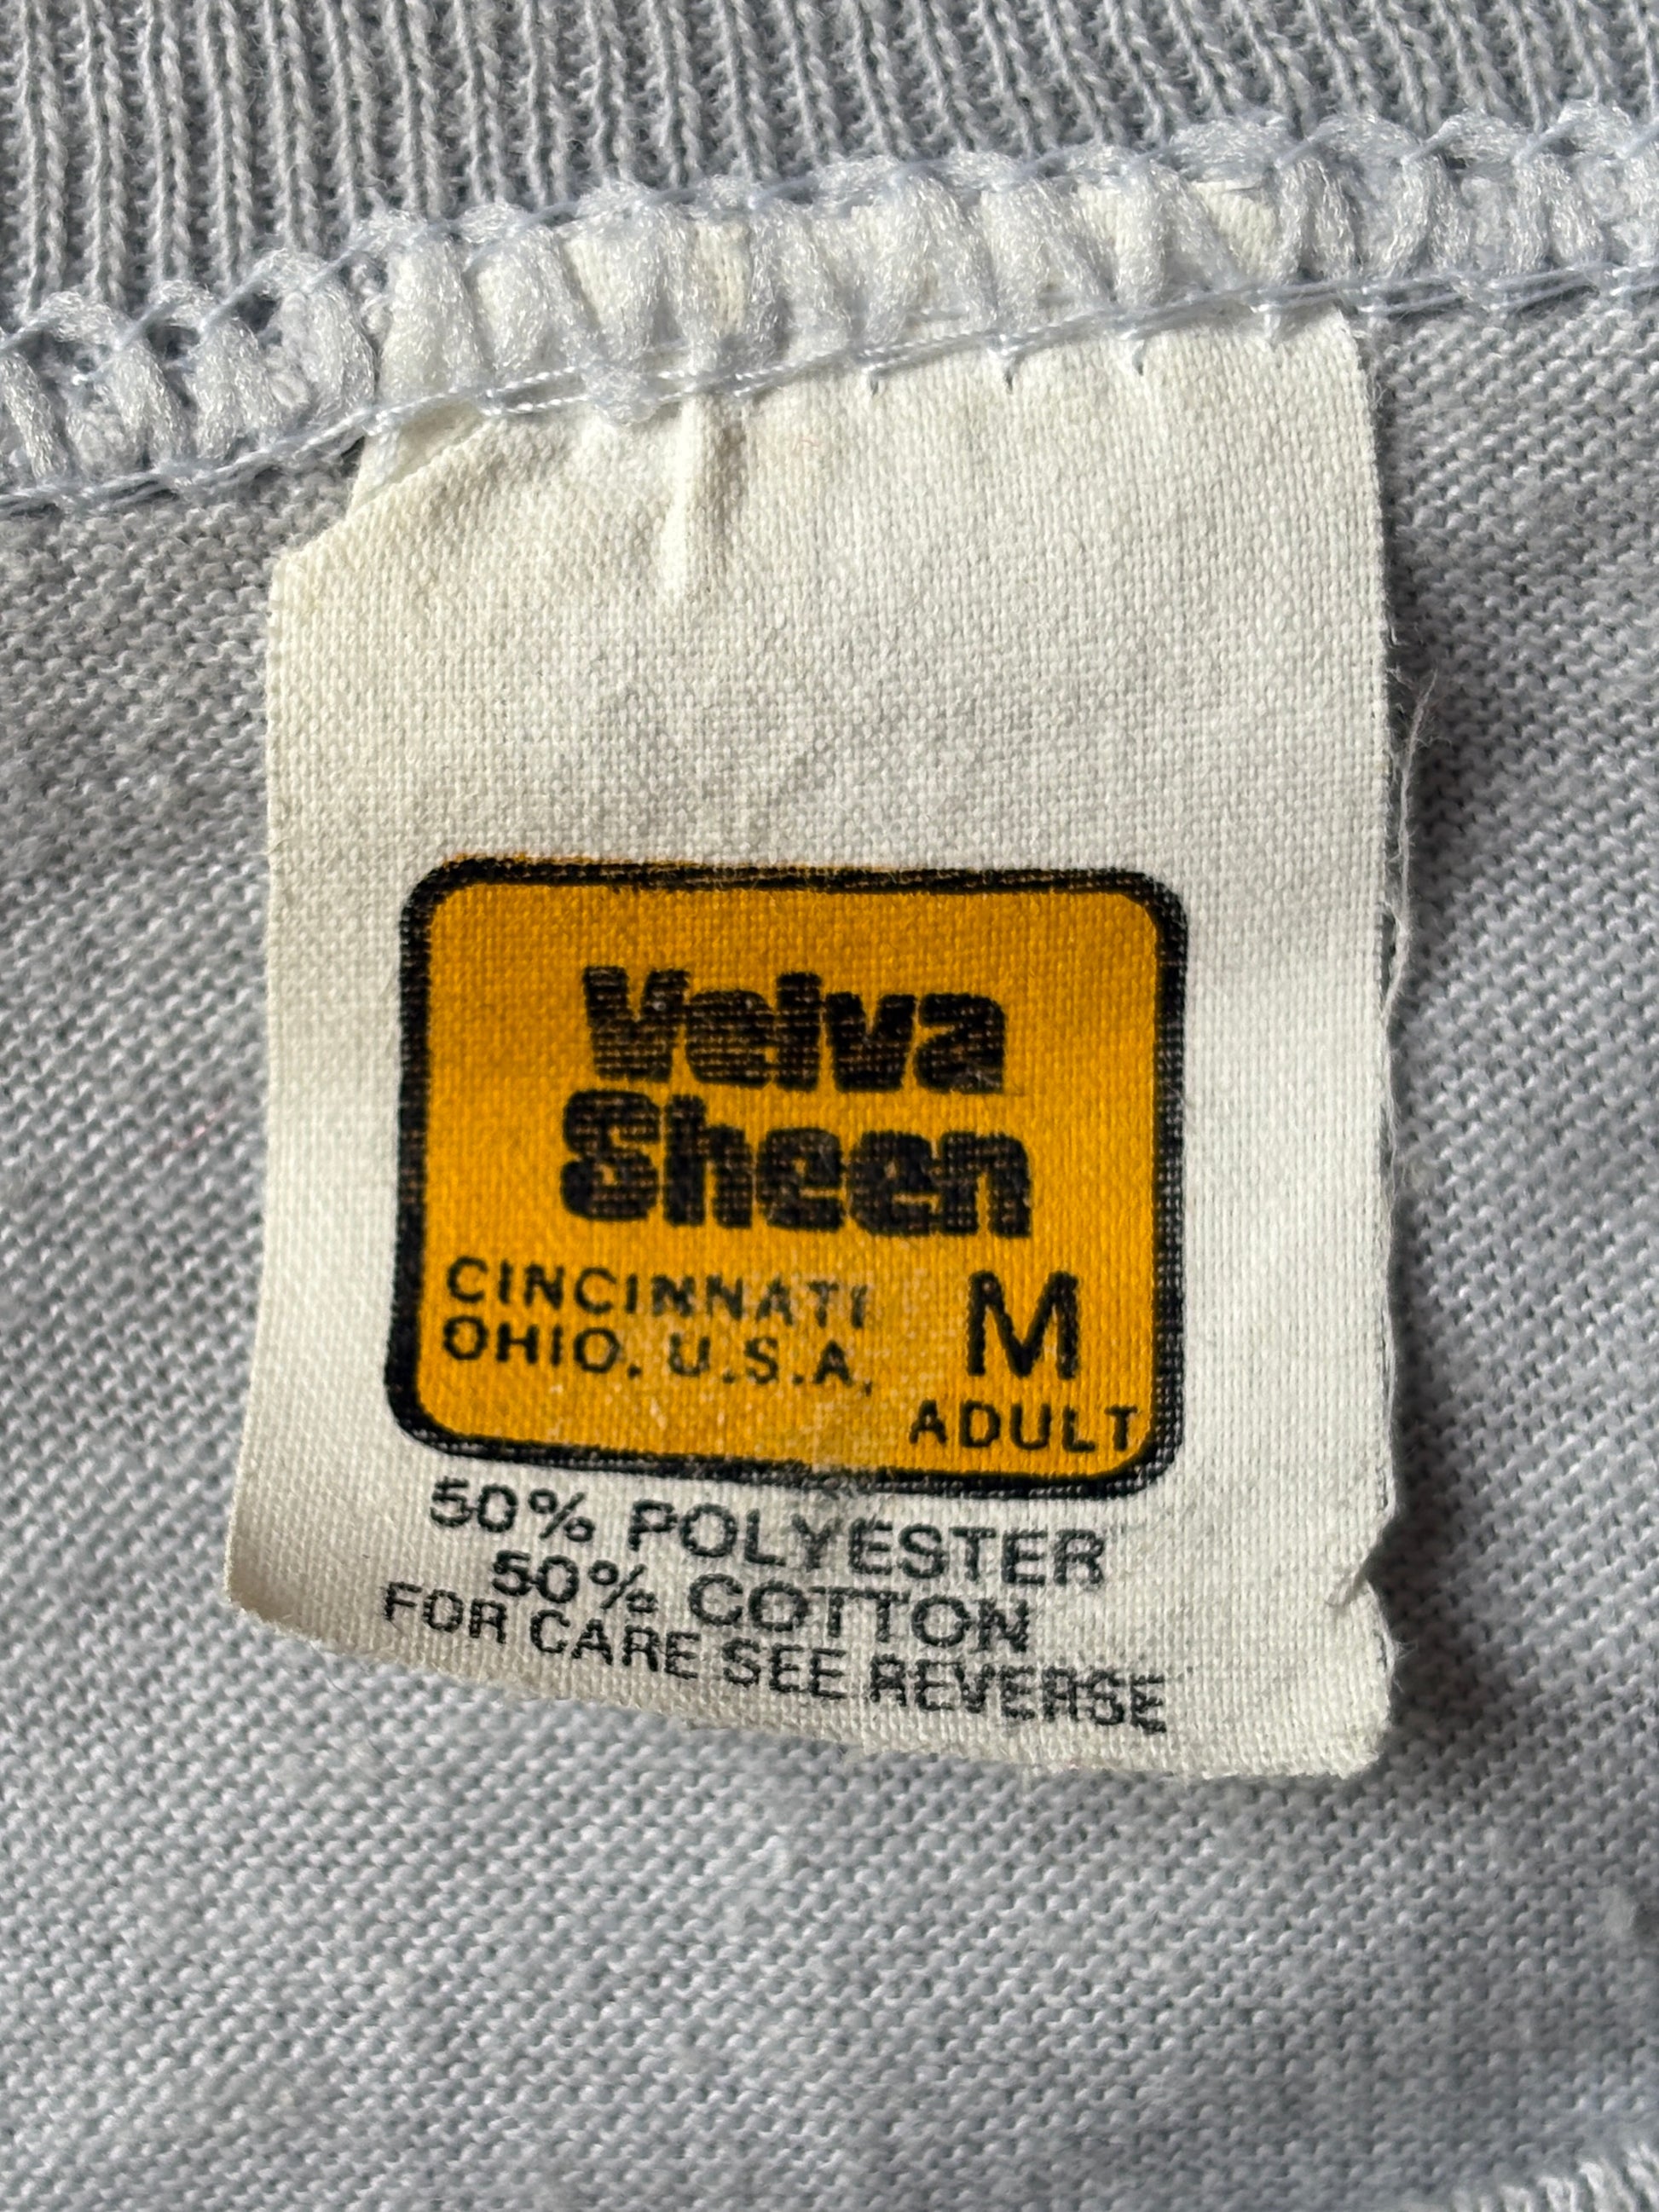 Velva
Sheen
CINCINNATI
OHIO, U.S.A.
M
ADULT
50% POLYESTER
50% COTTON
FOR CARE SEE REVERSE